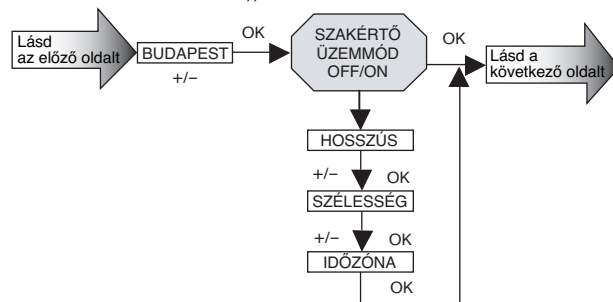 Lásd
az előző oldalt
BUDAPEST
+/–
OK
SZAKÉRTŐ
ÜZEMMÓD
OFF/ON
OK
Lásd a
következő oldalt
HOSSZÚS
+/–
OK
SZÉLESSÉG
+/–
OK
IDŐZÓNA
OK